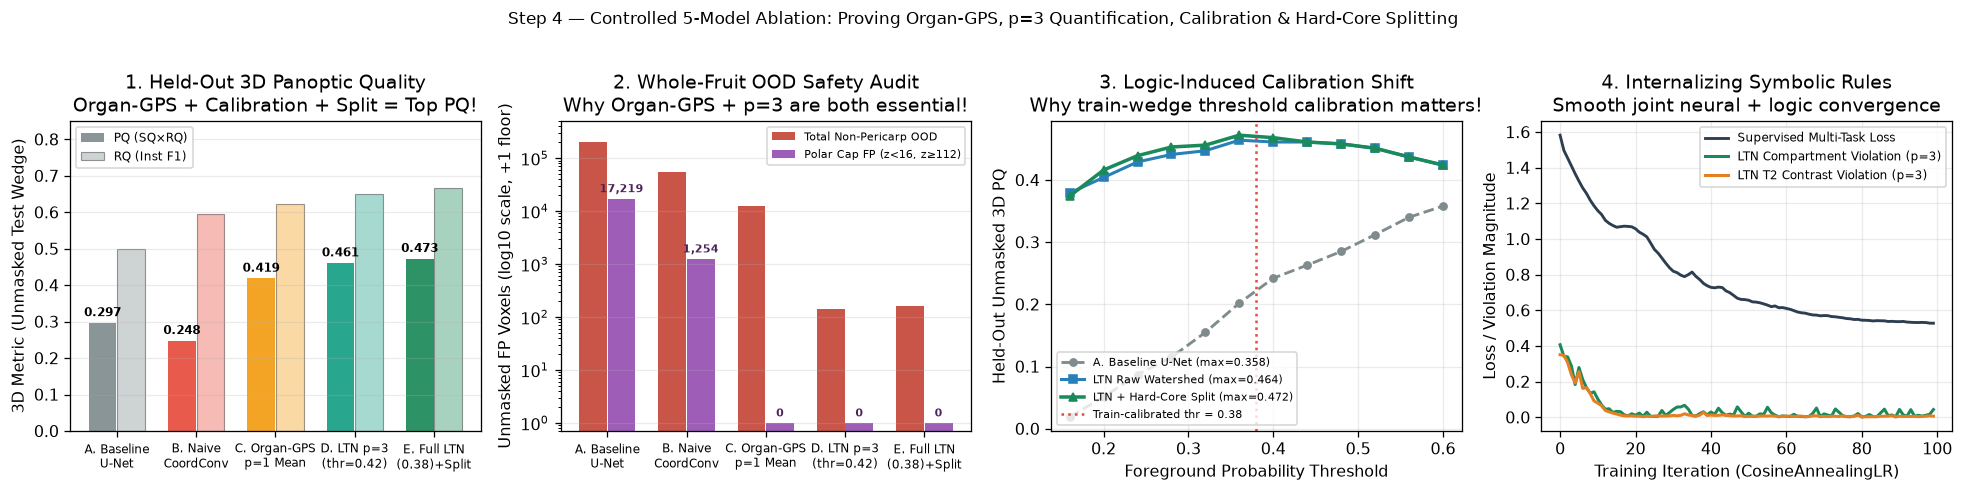 Step 4 — Controlled 5-Model Ablation: Proving Organ-GPS, p=3 Quantification, Calibration & Hard-Core Splitting
1. Held-Out 3D Panoptic Quality
Organ-GPS + Calibration + Split = Top PQ!
3D Metric (Unmasked Test Wedge)
0.8
0.7
0.6
0.5
0.4
0.3
0.2
0.1
0.0
PQ (SQ×RQ)
RQ (Inst F1)
0.297
0.248
0.419
0.461
0.473
A. Baseline
U-Net
B. Naive
CoordConv
C. Organ-GPS
p=1 Mean
D. LTN p=3
(thr=0.42)
E. Full LTN
(0.38)+Split
2. Whole-Fruit OOD Safety Audit
Why Organ-GPS + p=3 are both essential!
Unmasked FP Voxels (log10 scale, +1 floor)
10^5
10^4
10^3
10^2
10^1
10^0
Total Non-Pericarp OOD
Polar Cap FP (z<16, z≥112)
17,219
1,254
0
0
0
A. Baseline
U-Net
B. Naive
CoordConv
C. Organ-GPS
p=1 Mean
D. LTN p=3
(thr=0.42)
E. Full LTN
(0.38)+Split
3. Logic-Induced Calibration Shift
Why train-wedge threshold calibration matters!
Held-Out Unmasked 3D PQ
0.4
0.3
0.2
0.1
0.0
A. Baseline U-Net (max=0.358)
LTN Raw Watershed (max=0.464)
LTN + Hard-Core Split (max=0.472)
Train-calibrated thr = 0.38
0.2
0.3
0.4
0.5
0.6
Foreground Probability Threshold
4. Internalizing Symbolic Rules
Smooth joint neural + logic convergence
Loss / Violation Magnitude
1.6
1.4
1.2
1.0
0.8
0.6
0.4
0.2
0.0
Supervised Multi-Task Loss
LTN Compartment Violation (p=3)
LTN T2 Contrast Violation (p=3)
0
20
40
60
80
100
Training Iteration (CosineAnnealingLR)